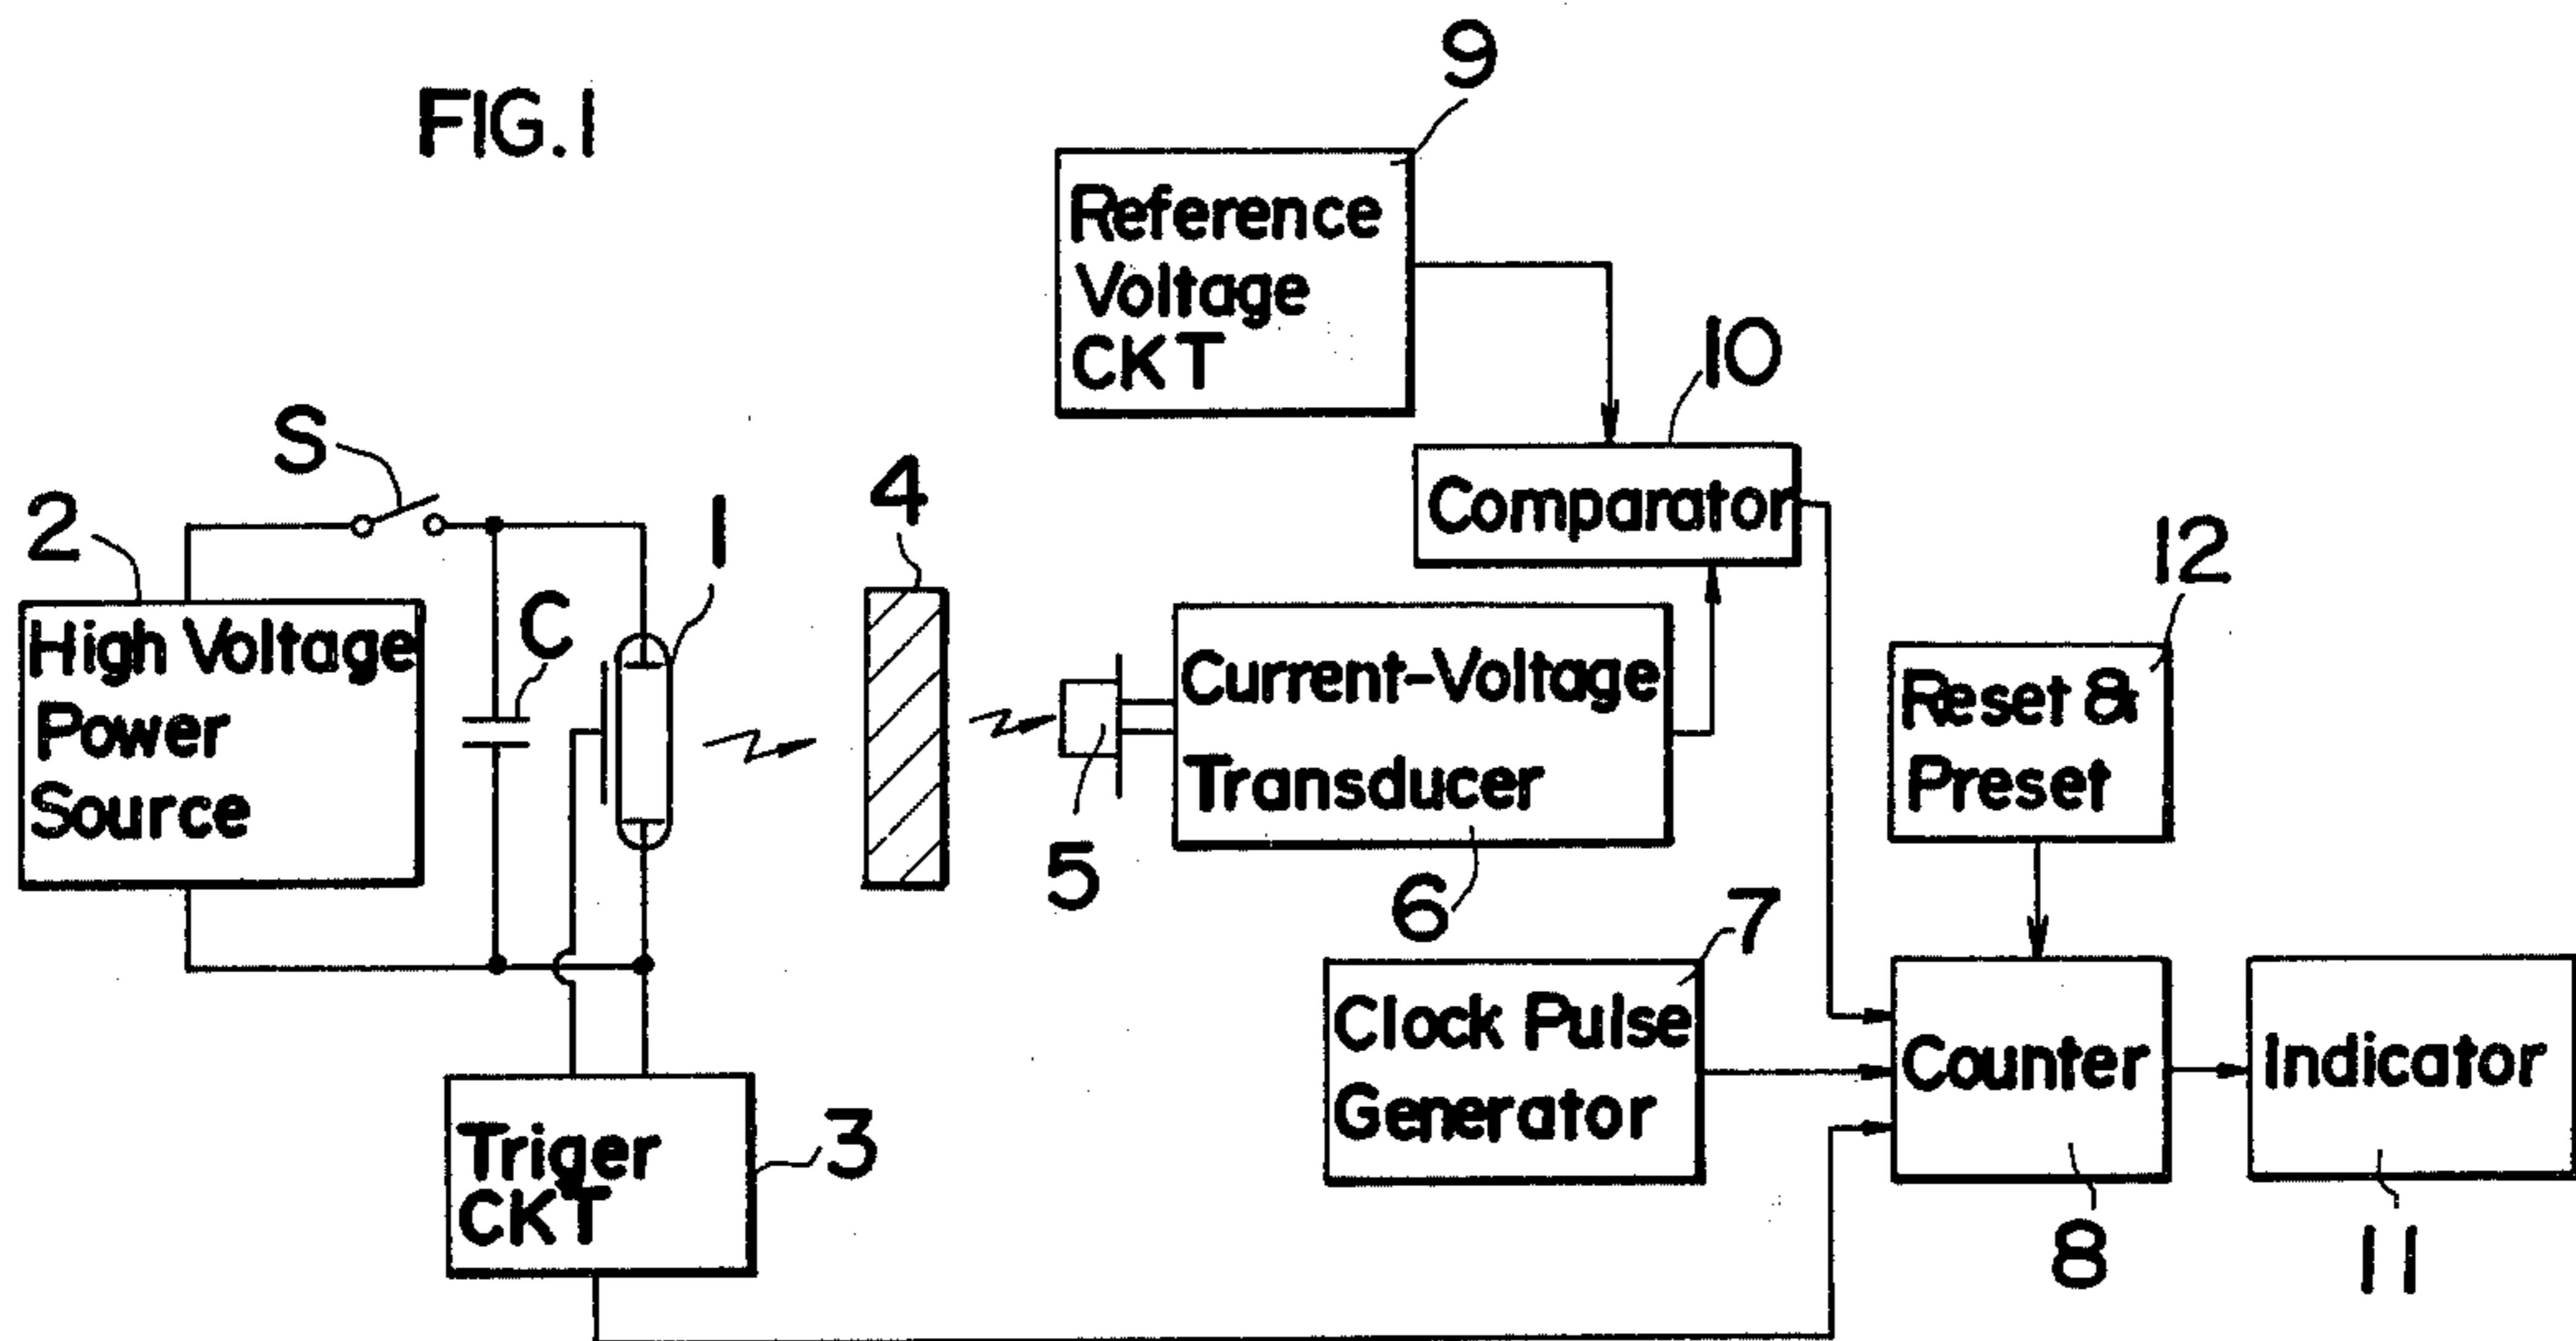 FIG.1
9
Reference
Voltage
CKT
10
Comparator
S
2
High Voltage
Power
Source
C
1
4
5
Current-Voltage
Transducer
6
12
Reset &
Preset
7
Clock Pulse
Generator
Counter
8
Indicator
11
Triger
CKT
3